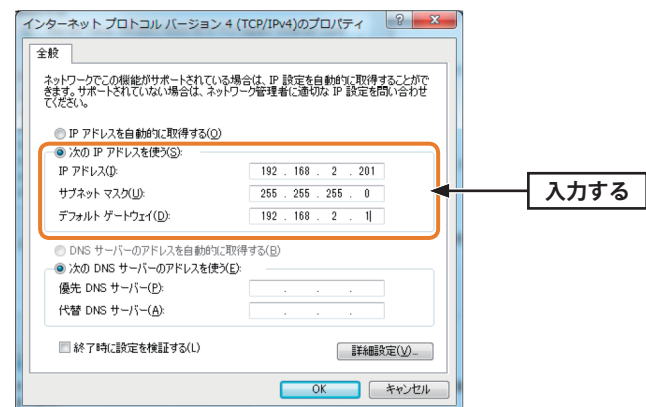 インターネット プロトコル バージョン 4 (TCP/IPv4)のプロパティ
全般
ネットワークでこの機能がサポートされている場合は、IP 設定を自動的に取得することがで
きます。サポートされていない場合は、ネットワーク管理者に適切な IP 設定を問い合わせ
てください。
IP アドレスを自動的に取得する(O)
次の IP アドレスを使う(S):
IP アドレス(I): 192 . 168 . 2 . 201
サブネット マスク(U): 255 . 255 . 255 . 0
デフォルト ゲートウェイ(D): 192 . 168 . 2 . 1
入力する
DNS サーバーのアドレスを自動的に取得する(B)
次の DNS サーバーのアドレスを使う(E):
優先 DNS サーバー(P): . . .
代替 DNS サーバー(A): . . .
終了時に設定を検証する(L)
詳細設定(V)...
OK キャンセル